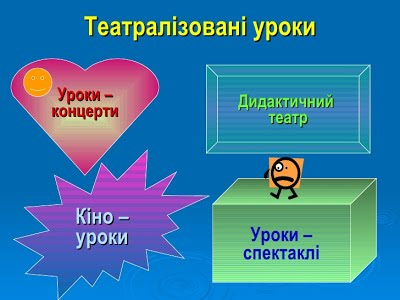 Театралізовані уроки
Уроки –
концерти
Дидактичний
театр
Кіно –
уроки
Уроки –
спектаклі